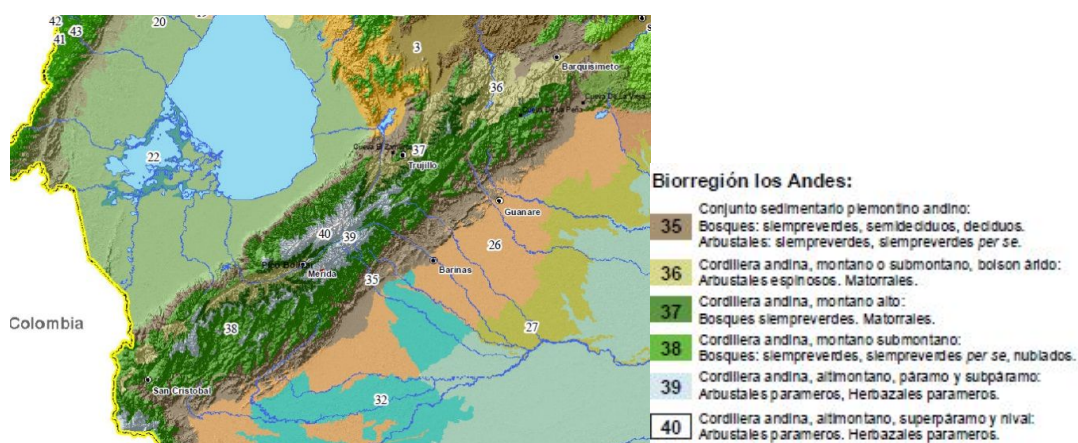 42
41 43
20
3
Barquisimeto
36
22
37
Trujillo
Guanare
40 39
26
Mérida
35
Barinas
Colombia
38
27
San Cristobal
32
Biorregión los Andes:
35
Conjunto sedimentario piemontino andino:
Bosques: siempreverdes, semideciduos, deciduos.
Arbustales: siempreverdes, siempreverdes per se.
36
Cordillera andina, montano o submontano, bolson árido:
Arbustales espinosos. Matorrales.
37
Cordillera andina, montano alto:
Bosques siempreverdes. Matorrales.
38
Cordillera andina, montano submontano:
Bosques: siempreverdes, siempreverdes per se, nublados.
39
Cordillera andina, altimontano, páramo y subpáramo:
Arbustales parameros, Herbazales parameros.
40
Cordillera andina, altimontano, superpáramo y nival:
Arbustales parameros. Herbazales parameros.